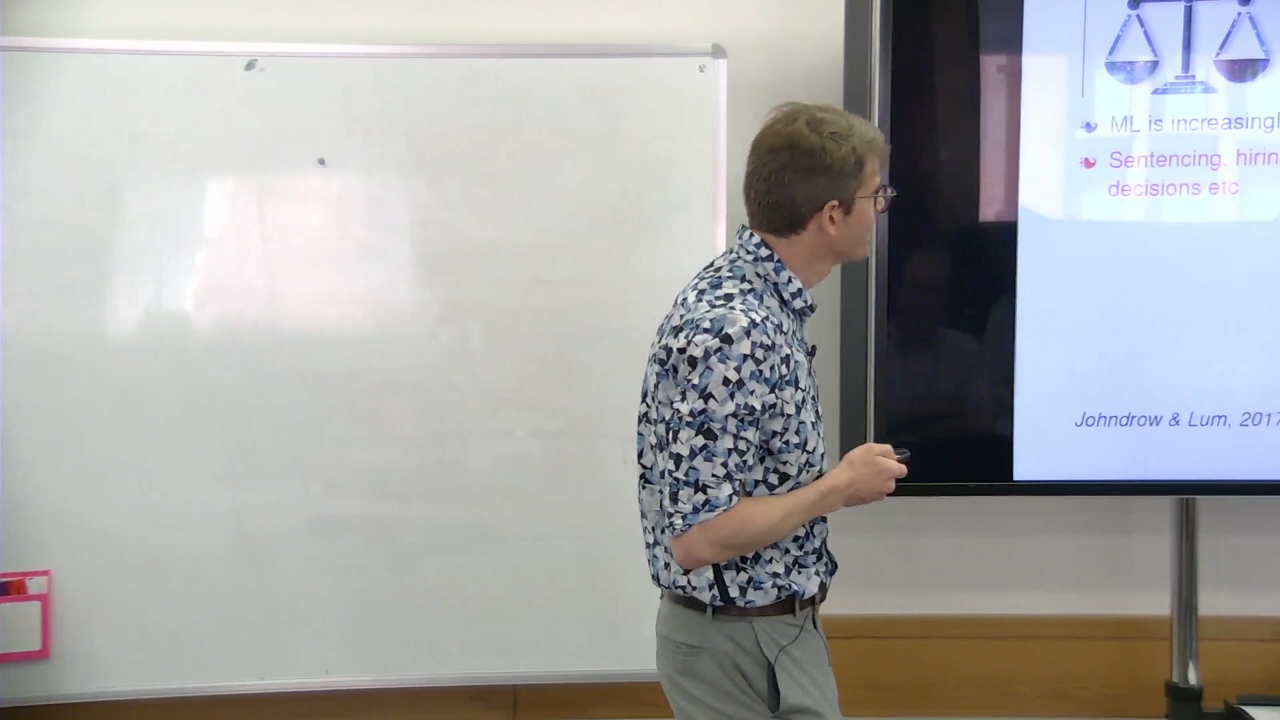 ML is increasingl
Sentencing, hirin
decisions etc
Johndrow & Lum, 2017